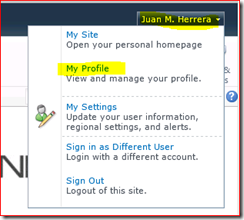 Juan M. Herrera
My Site
Open your personal homepage
My Profile
View and manage your profile.
My Settings
Update your user information,
regional settings, and alerts.
Sign in as Different User
Login with a different account.
Sign Out
Logout of this site.